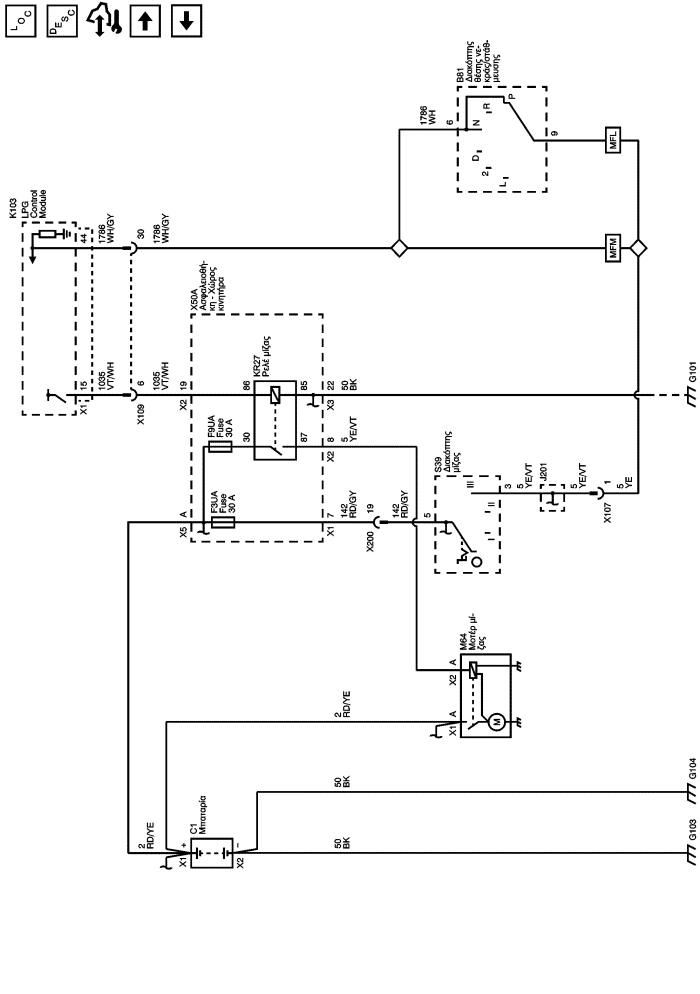 LOC
DESC
B81
Διακόπτης
θέσης νε-
κράς/στάθ-
μευσης
1786
WH
6
N
R
P
D
2
L
9
MFL
K103
LPG
Control
Module
44
1786
WH/GY
30
1786
WH/GY
MFM
X50A
Ασφαλειοθή-
κη - Χώρος
κινητήρα
15
X1
1035
VT/WH
6
X109
1035
VT/WH
19
X2
86
KR27
Ρελέ μίζας
85
22
X3
50
BK
G101
F9UA
Fuse
30 A
30
87
8
X2
5
YE/VT
F3UA
Fuse
30 A
A
X5
7
X1
142
RD/GY
19
X200
142
RD/GY
5
S39
Διακόπτης
μίζας
III
II
I
3
5
YE/VT
J201
5
YE/VT
1
X107
5
YE
M64
Μοτέρ μί-
ζας
A
X2
A
X1
M
2
RD/YE
2
RD/YE
C1
Μπαταρία
+
X1
−
X2
50
BK
50
BK
G104
G103